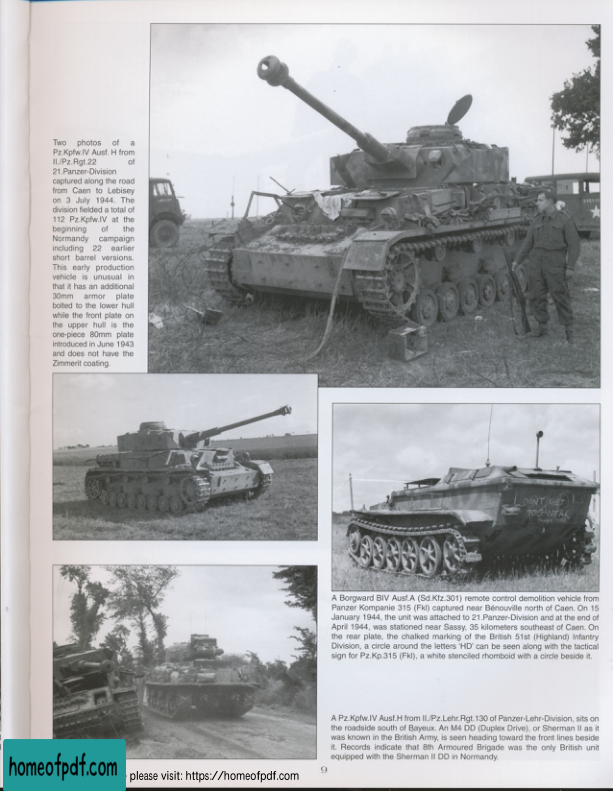 Two photos of a
Pz.Kpfw.IV Ausf. H from
II./Pz.Rgt.22 of
21.Panzer-Division
captured along the road
from Caen to Lebisey
on 3 July 1944. The
division fielded a total of
112 Pz.Kpfw.IV at the
beginning of the
Normandy campaign
including 22 earlier
short barrel versions.
This early production
vehicle is unusual in
that it has an additional
30mm armor plate
bolted to the lower hull
while the front plate on
the upper hull is the
one-piece 80mm plate
introduced in June 1943
and does not have the
Zimmerit coating.
DON'T GET
A Borgward BIV Ausf.A (Sd.Kfz.301) remote control demolition vehicle from
Panzer Kompanie 315 (Fkl) captured near Bénouville north of Caen. On 15
January 1944, the unit was attached to 21.Panzer-Division and at the end of
April 1944, was stationed near Sassy, 35 kilometers southeast of Caen. On
the rear plate, the chalked marking of the British 51st (Highland) Infantry
Division, a circle around the letters 'HD' can be seen along with the tactical
sign for Pz.Kp.315 (Fkl), a white stenciled rhomboid with a circle beside it.
A Pz.Kpfw.IV Ausf.H from II./Pz.Lehr.Rgt.130 of Panzer-Lehr-Division, sits on
the roadside south of Bayeux. An M4 DD (Duplex Drive), or Sherman II as it
was known in the British Army, is seen heading toward the front lines beside
it. Records indicate that 8th Armoured Brigade was the only British unit
equipped with the Sherman II DD in Normandy.
9
homeofpdf.com
please visit: https://homeofpdf.com